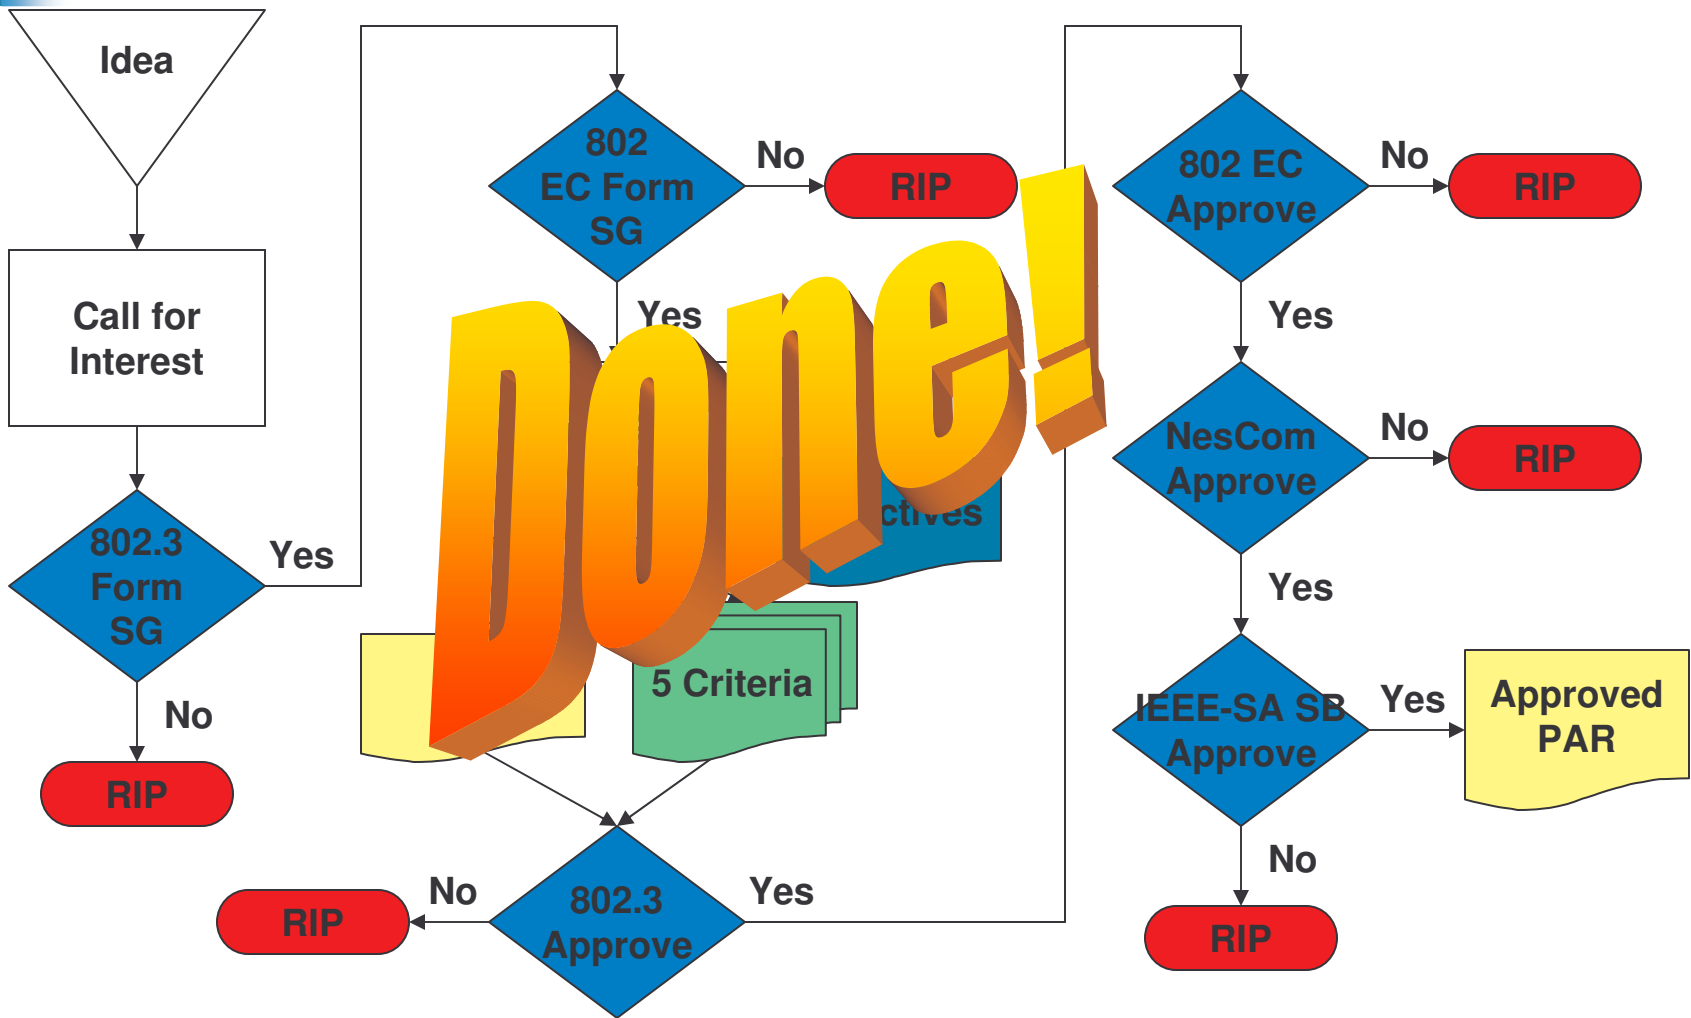 Idea
Call for
Interest
802.3
Form
SG
Yes
No
RIP
802
EC Form
SG
No
RIP
Yes
Done!
ctives
5 Criteria
802.3
Approve
No
RIP
Yes
802 EC
Approve
No
RIP
Yes
NesCom
Approve
No
RIP
Yes
IEEE-SA SB
Approve
Yes
Approved
PAR
No
RIP